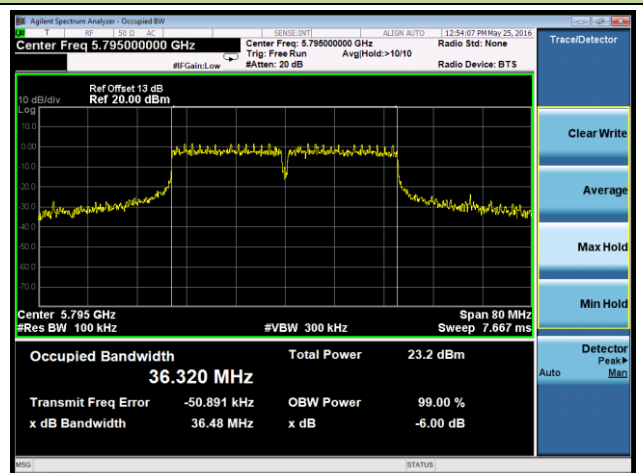 Agilent Spectrum Analyzer - Occupied BW
T RF 50 Ω AC SENSE:INT ALIGN AUTO 12:54:07 PM May 25, 2016
Center Freq 5.795000000 GHz
Center Freq: 5.795000000 GHz
Radio Std: None
Trig: Free Run Avg|Hold:>10/10
#IFGain:Low
#Atten: 20 dB
Radio Device: BTS
Ref Offset 13 dB
10 dB/div Ref 20.00 dBm
Log
10.0
0.00
-10.0
-20.0
-30.0
-40.0
-50.0
-60.0
-70.0
Center 5.795 GHz Span 80 MHz
#Res BW 100 kHz #VBW 300 kHz Sweep 7.667 ms
Occupied Bandwidth Total Power 23.2 dBm
36.320 MHz
Transmit Freq Error -50.891 kHz OBW Power 99.00 %
x dB Bandwidth 36.48 MHz x dB -6.00 dB
MSG STATUS
Trace/Detector
Clear Write
Average
Max Hold
Min Hold
Detector
Peak▶
Auto Man